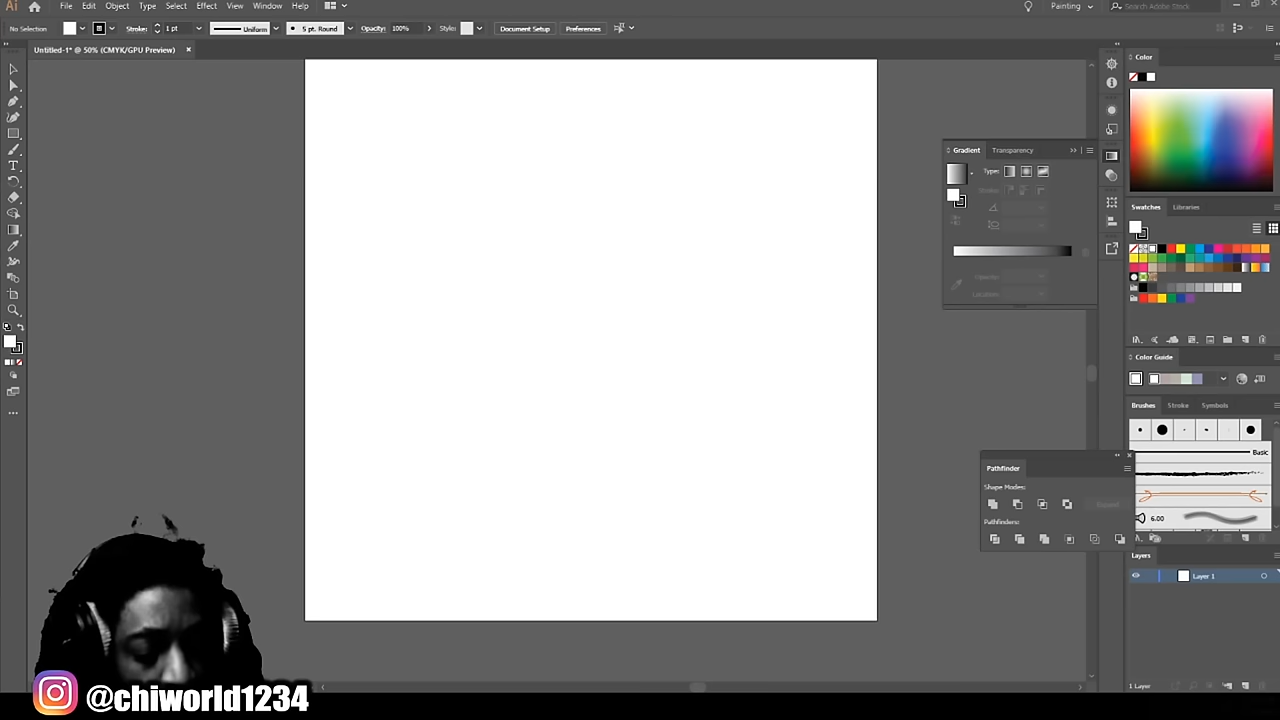 Ai File Edit Object Type Select Effect View Window Help Painting Search Adobe Stock
No Selection Stroke: 1 pt Uniform 5 pt. Round Opacity: 100% Style: Document Setup Preferences
Untitled-1* @ 50% (CMYK/GPU Preview)
Color
Gradient Transparency
Type:
Stroke:
Opacity:
Location:
Swatches Libraries
Color Guide
Brushes Stroke Symbols
Basic
6.00
Pathfinder
Shape Modes:
Expand
Pathfinders:
Layers
Layer 1
1 Layer
@chiworld1234